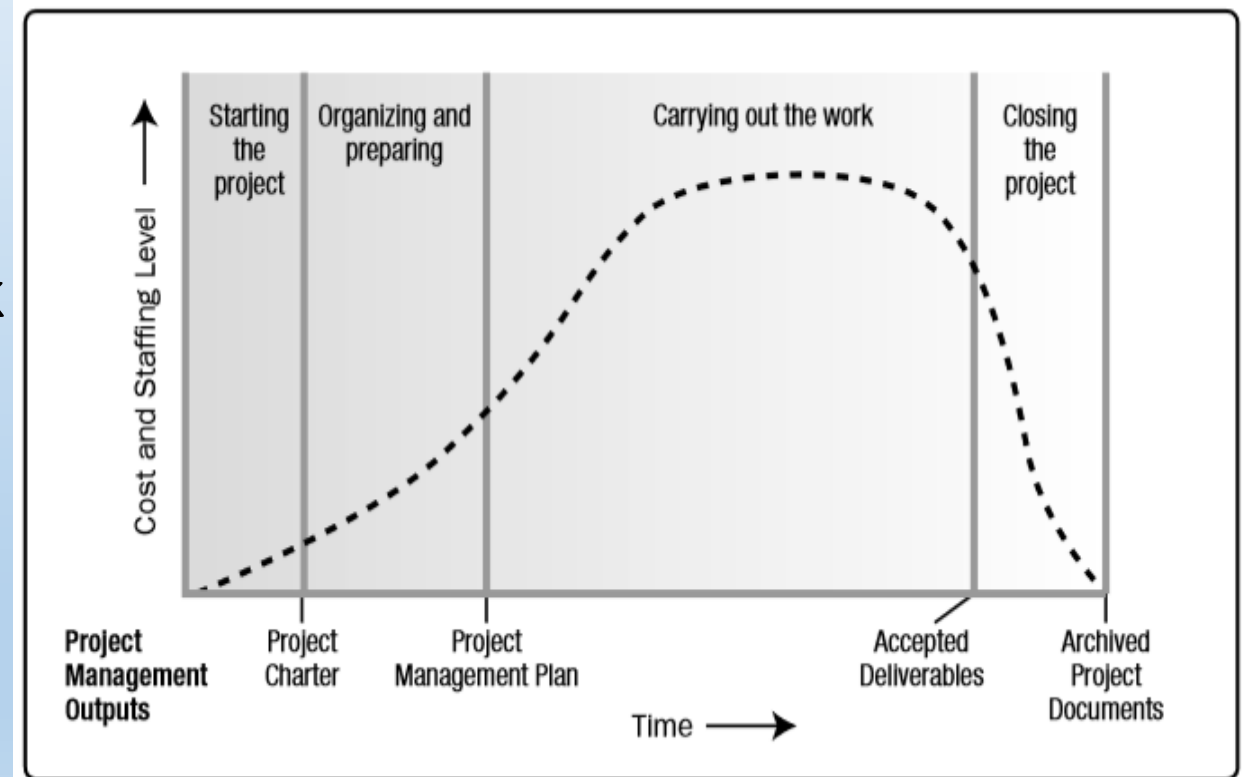 Starting
the
project
Organizing and
preparing
Carrying out the work
Closing
the
project
Cost and Staffing Level
Project
Management
Outputs
Project
Charter
Project
Management Plan
Accepted
Deliverables
Archived
Project
Documents
Time